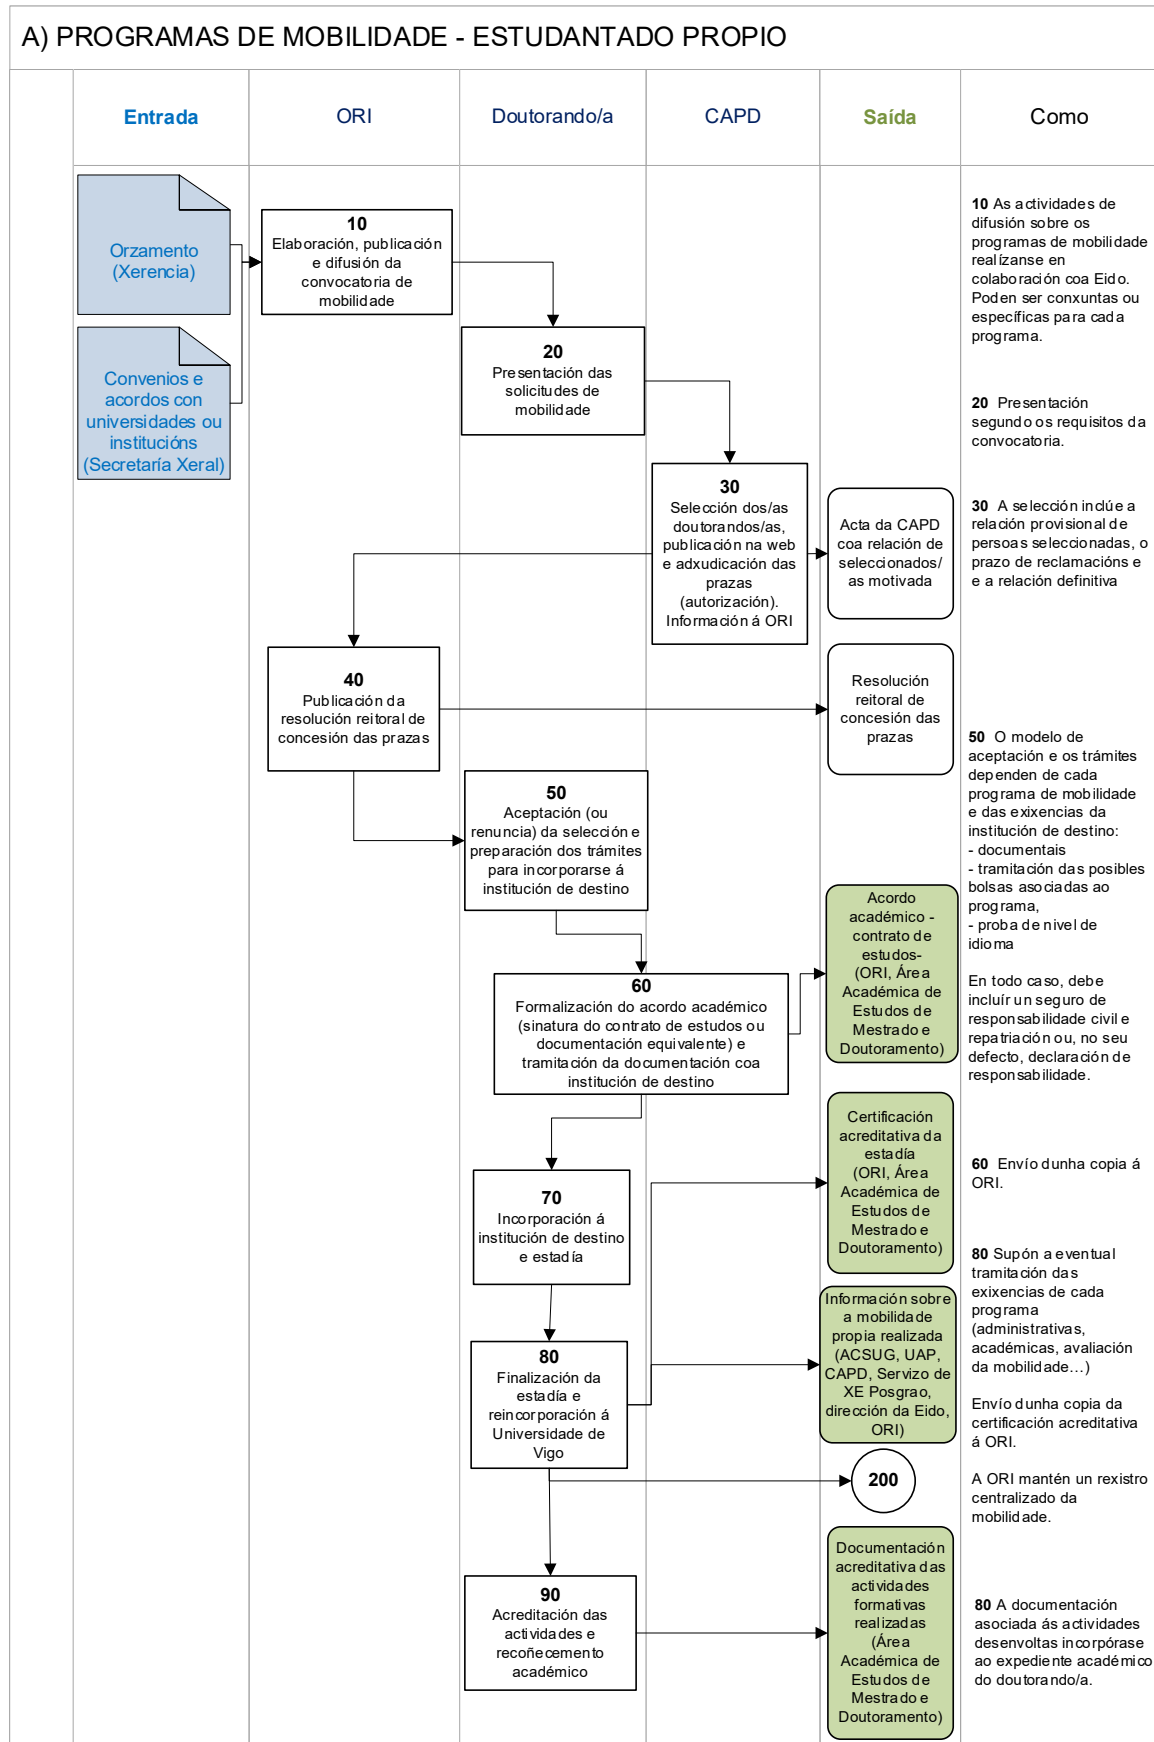 A) PROGRAMAS DE MOBILIDADE - ESTUDANTADO PROPIO
Entrada
ORI
Doutorando/a
CAPD
Saída
Como
Orzamento
(Xerencia)
Convenios e
acordos con
universidades ou
institucións
(Secretaría Xeral)
10
Elaboración, publicación
e difusión da
convocatoria de
mobilidade
10 As actividades de
difusión sobre os
programas de mobilidade
realízanse en
colaboración coa Eido.
Poden ser conxuntas ou
específicas para cada
programa.
20
Presentación das
solicitudes de
mobilidade
20 Presentación
segundo os requisitos da
convocatoria.
30
Selección dos/as
doutorandos/as,
publicación na web
e adxudicación das
prazas
(autorización).
Información á ORI
Acta da CAPD
coa relación de
seleccionados/
as motivada
30 A selección inclúe a
relación provisional de
persoas seleccionadas, o
prazo de reclamacións e
e a relación definitiva
40
Publicación da
resolución reitoral de
concesión das prazas
Resolución
reitoral de
concesión das
prazas
50
Aceptación (ou
renuncia) da selección e
preparación dos trámites
para incorporarse á
institución de destino
50 O modelo de
aceptación e os trámites
dependen de cada
programa de mobilidade
e das exixencias da
institución de destino:
- documentais
- tramitación das posibles
bolsas asociadas ao
programa,
- proba de nivel de
idioma
En todo caso, debe
incluír un seguro de
responsabilidade civil e
repatriación ou, no seu
defecto, declaración de
responsabilidade.
60
Formalización do acordo académico
(sinatura do contrato de estudos ou
documentación equivalente) e
tramitación da documentación coa
institución de destino
Acordo
académico -
contrato de
estudos-
(ORI, Área
Académica de
Estudos de
Mestrado e
Doutoramento)
60 Envío dunha copia á
ORI.
70
Incorporación á
institución de destino
e estadía
Certificación
acreditativa da
estadía
(ORI, Área
Académica de
Estudos de
Mestrado e
Doutoramento)
80
Finalización da
estadía e
reincorporación á
Universidade de
Vigo
Información sobre
a mobilidade
propia realizada
(ACSUG, UAP,
CAPD, Servizo de
XE Posgrao,
dirección da Eido,
ORI)
200
80 Supón a eventual
tramitación das
exixencias de cada
programa
(administrativas,
académicas, avaliación
da mobilidade…)
Envío dunha copia da
certificación acreditativa
á ORI.
A ORI mantén un rexistro
centralizado da
mobilidade.
90
Acreditación das
actividades e
recoñecemento
académico
Documentación
acreditativa das
actividades
formativas
realizadas
(Área
Académica de
Estudos de
Mestrado e
Doutoramento)
80 A documentación
asociada ás actividades
desenvoltas incorpórase
ao expediente académico
do doutorando/a.